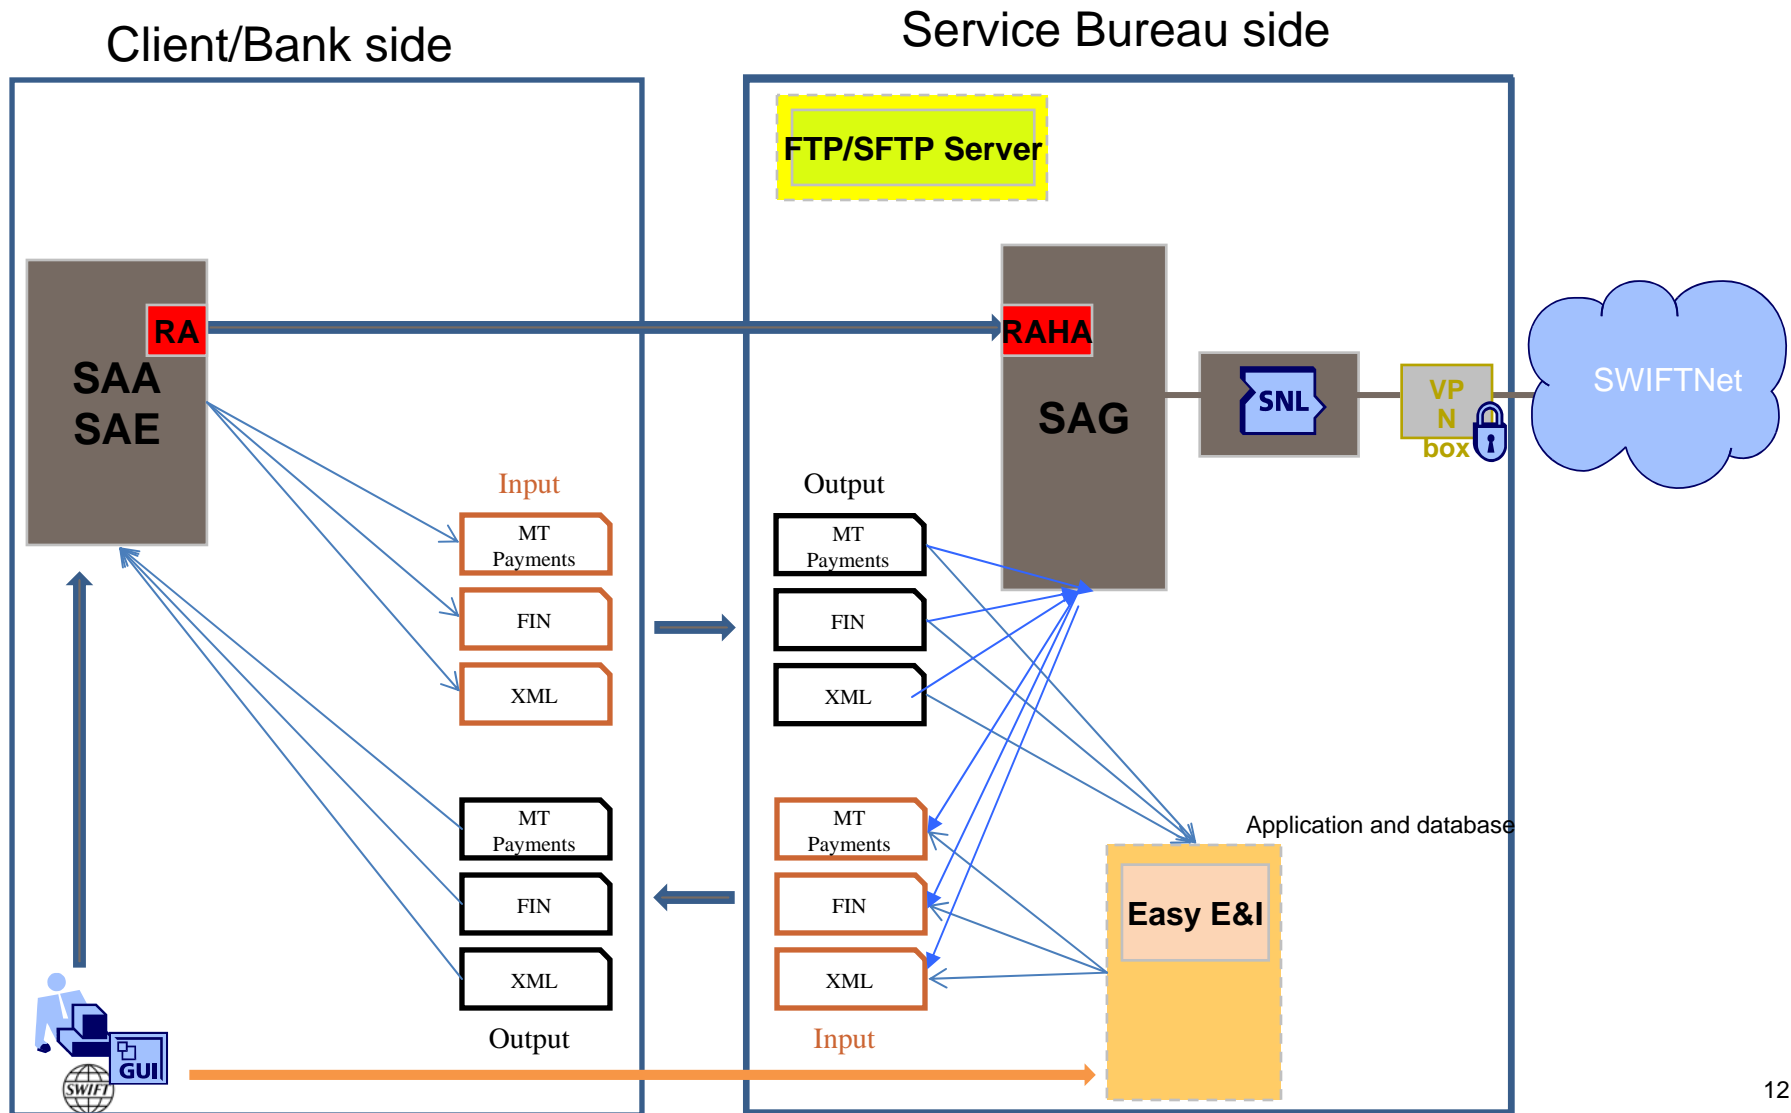 Client/Bank side
Service Bureau side
FTP/SFTP Server
RA
SAA
SAE
RAHA
SAG
SNL
VP
N
box
SWIFTNet
Input
MT
Payments
FIN
XML
Output
MT
Payments
FIN
XML
MT
Payments
FIN
XML
Output
MT
Payments
FIN
XML
Input
Application and database
Easy E&I
GUI
SWIFT
12